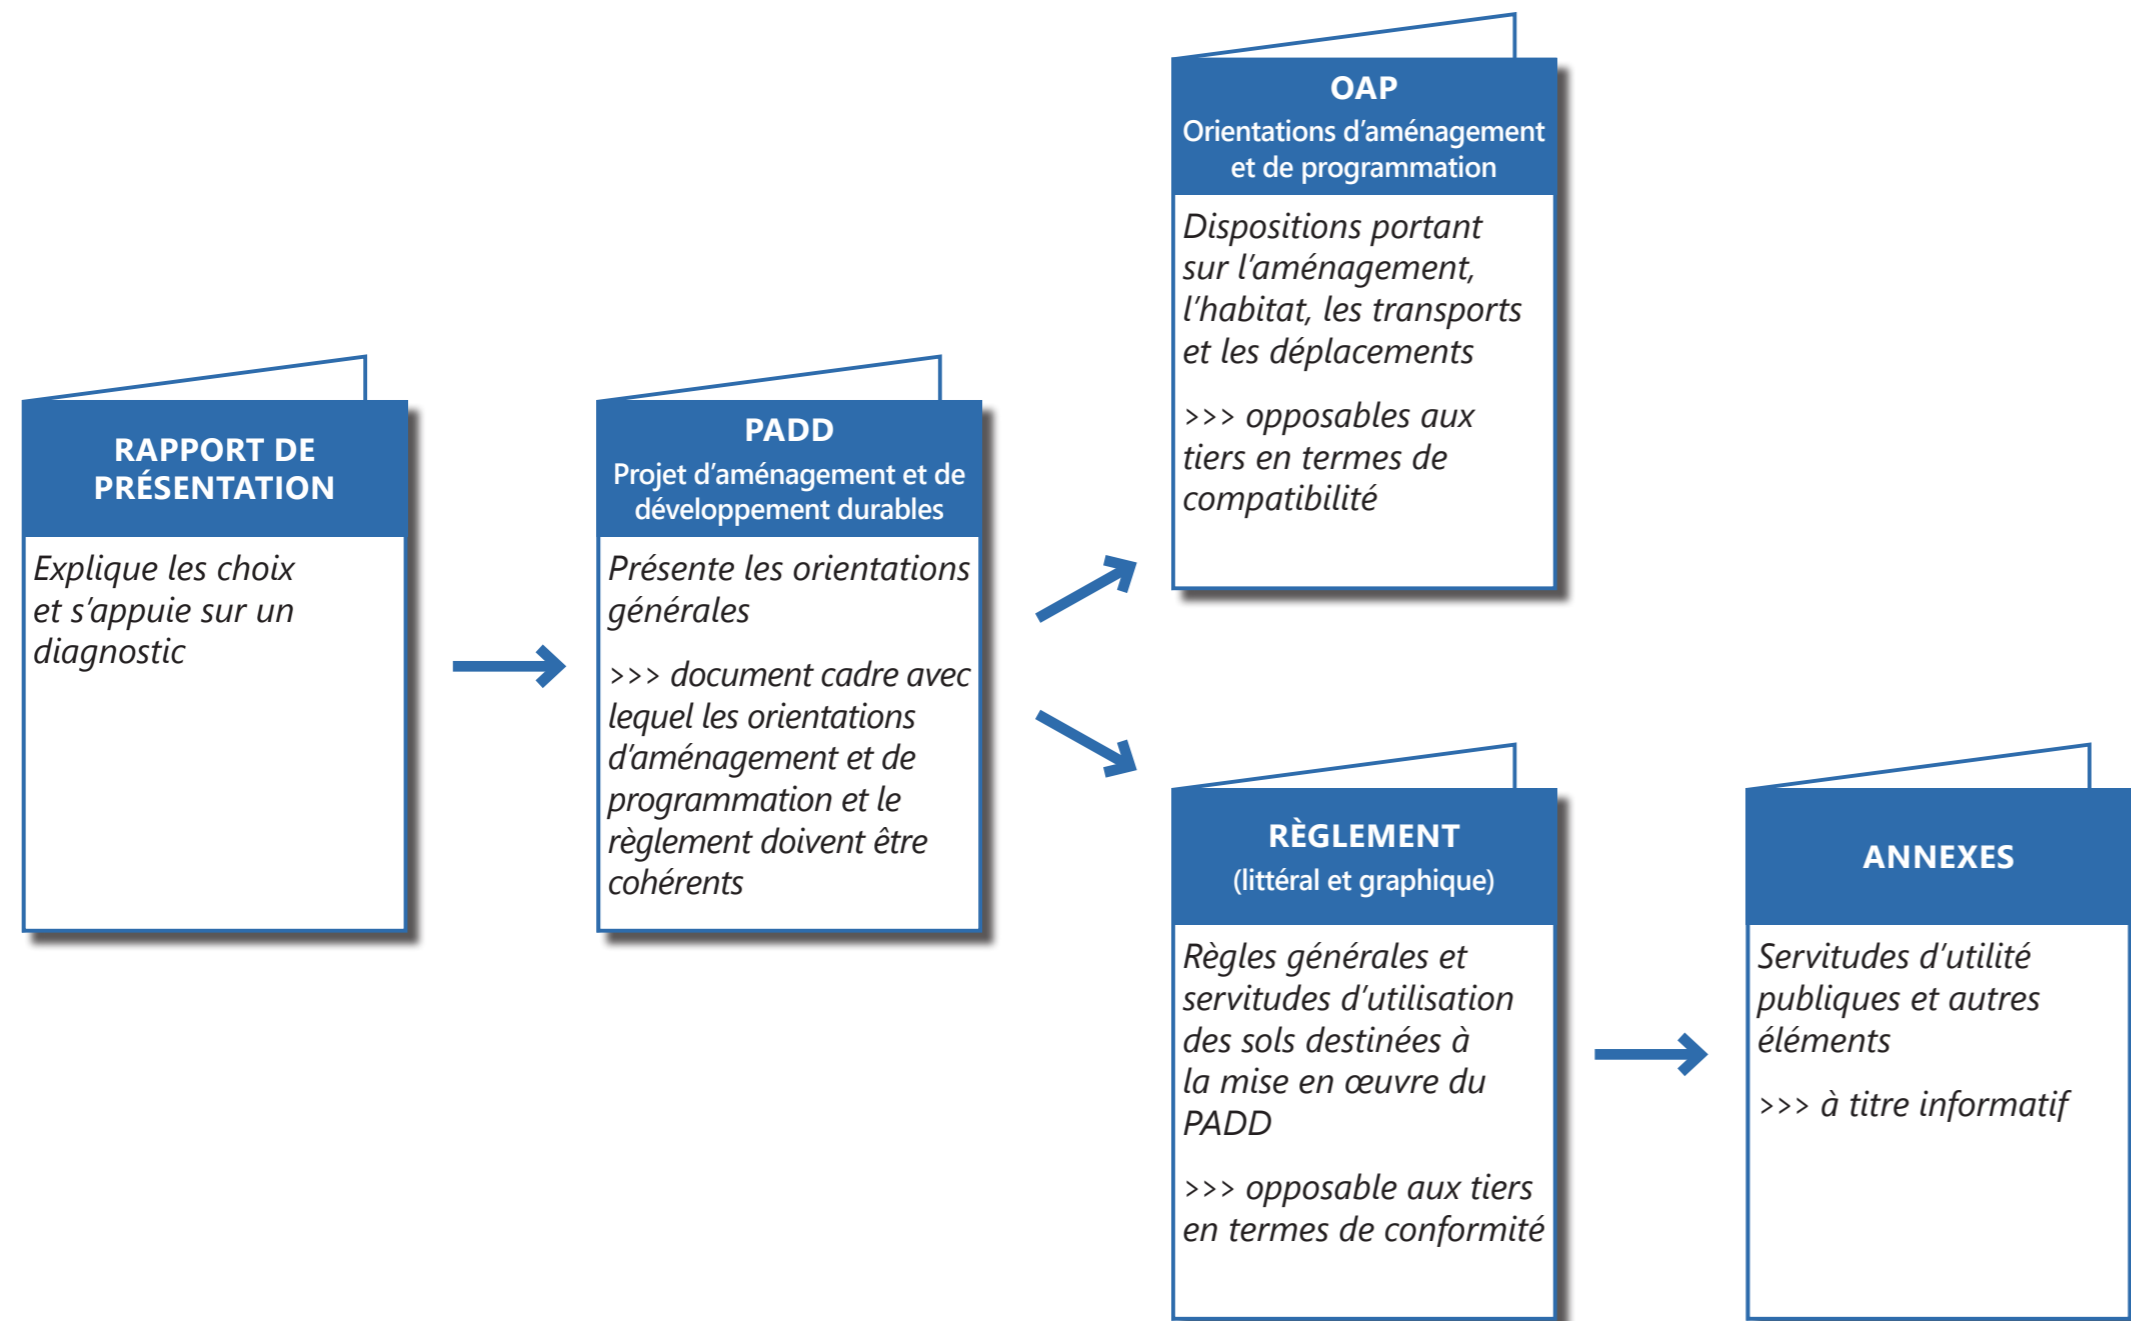 RAPPORT DE
PRÉSENTATION
Explique les choix
et s'appuie sur un
diagnostic
PADD
Projet d'aménagement et de
développement durables
Présente les orientations
générales
>>> document cadre avec
lequel les orientations
d'aménagement et de
programmation et le
règlement doivent être
cohérents
OAP
Orientations d'aménagement
et de programmation
Dispositions portant
sur l'aménagement,
l'habitat, les transports
et les déplacements
>>> opposables aux
tiers en termes de
compatibilité
RÈGLEMENT
(littéral et graphique)
Règles générales et
servitudes d'utilisation
des sols destinées à
la mise en œuvre du
PADD
>>> opposable aux tiers
en termes de conformité
ANNEXES
Servitudes d'utilité
publiques et autres
éléments
>>> à titre informatif